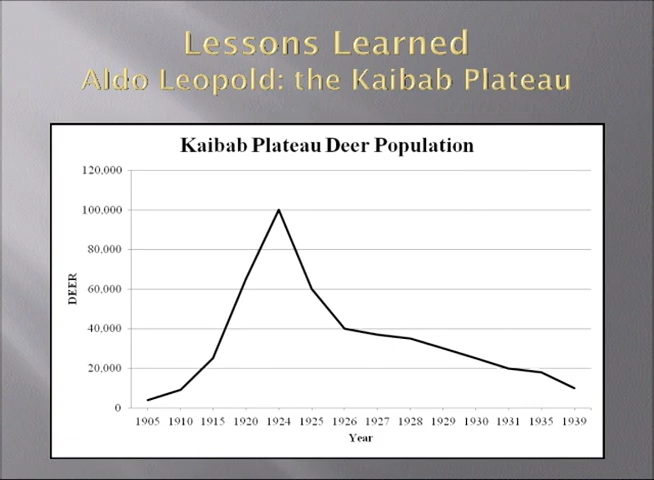 Lessons Learned
Aldo Leopold: the Kaibab Plateau
Kaibab Plateau Deer Population
120,000
100,000
80,000
60,000
40,000
20,000
0
DEER
1905 1910 1915 1920 1924 1925 1926 1927 1928 1929 1930 1931 1935 1939
Year